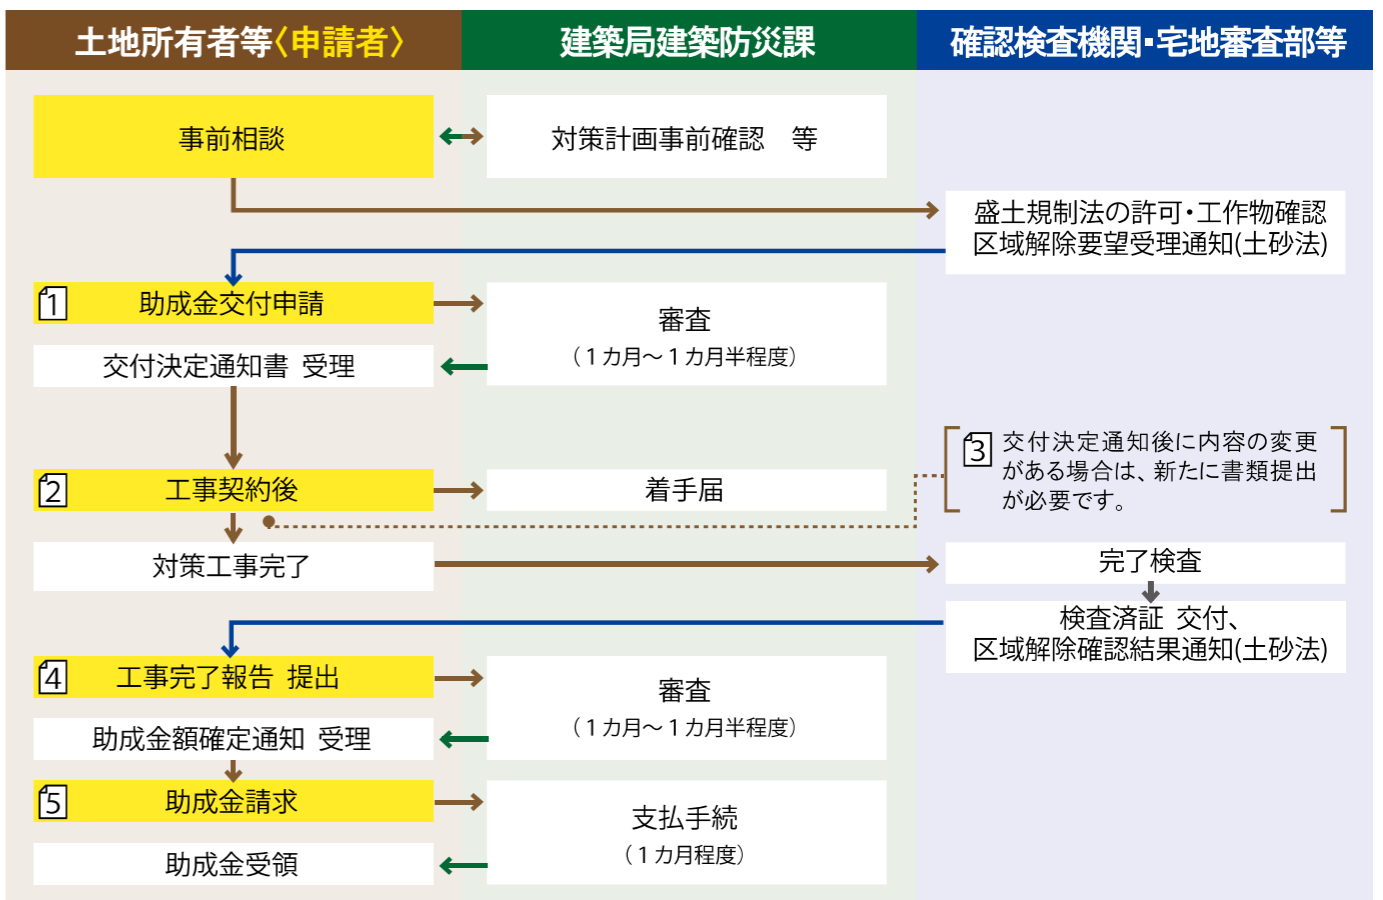 土地所有者等〈申請者〉
建築局建築防災課
確認検査機関・宅地審査部等
事前相談
対策計画事前確認　等
盛土規制法の許可・工作物確認
区域解除要望受理通知(土砂法)
1
助成金交付申請
審査
（１カ月～１カ月半程度）
交付決定通知書 受理
3
交付決定通知後に内容の変更
がある場合は、新たに書類提出
が必要です。
2
工事契約後
着手届
対策工事完了
完了検査
検査済証 交付、
区域解除確認結果通知(土砂法)
4
工事完了報告 提出
審査
（１カ月～１カ月半程度）
助成金額確定通知 受理
5
助成金請求
支払手続
（１カ月程度）
助成金受領